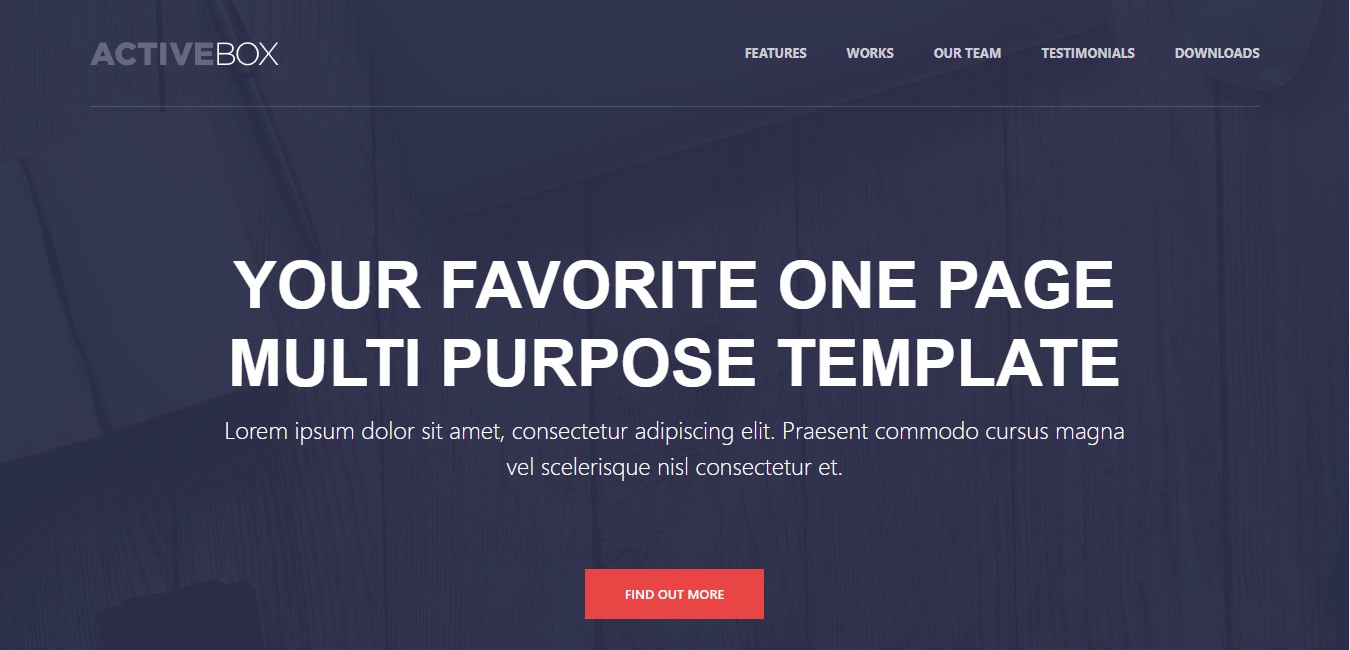 ACTIVEBOX
FEATURES WORKS OUR TEAM TESTIMONIALS DOWNLOADS
YOUR FAVORITE ONE PAGE
MULTI PURPOSE TEMPLATE
Lorem ipsum dolor sit amet, consectetur adipiscing elit. Praesent commodo cursus magna
vel scelerisque nisl consectetur et.
FIND OUT MORE